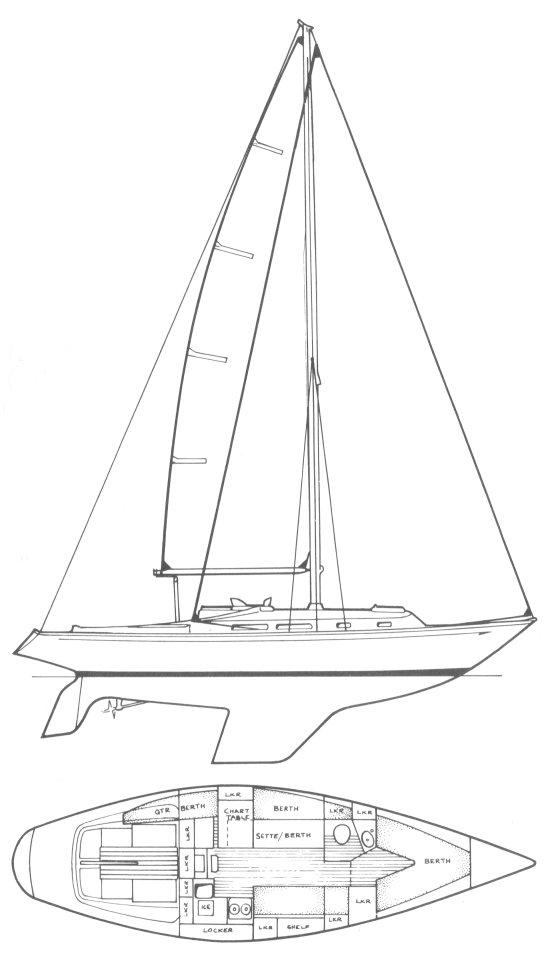 LKR
QTR BERTH
CHART
TABLE
BERTH
LKR
LKR
SETTE/BERTH
LKR
LKR
BERTH
LKR
LKR
ICE
LKR
LKR
LOCKER
LKR
SHELF